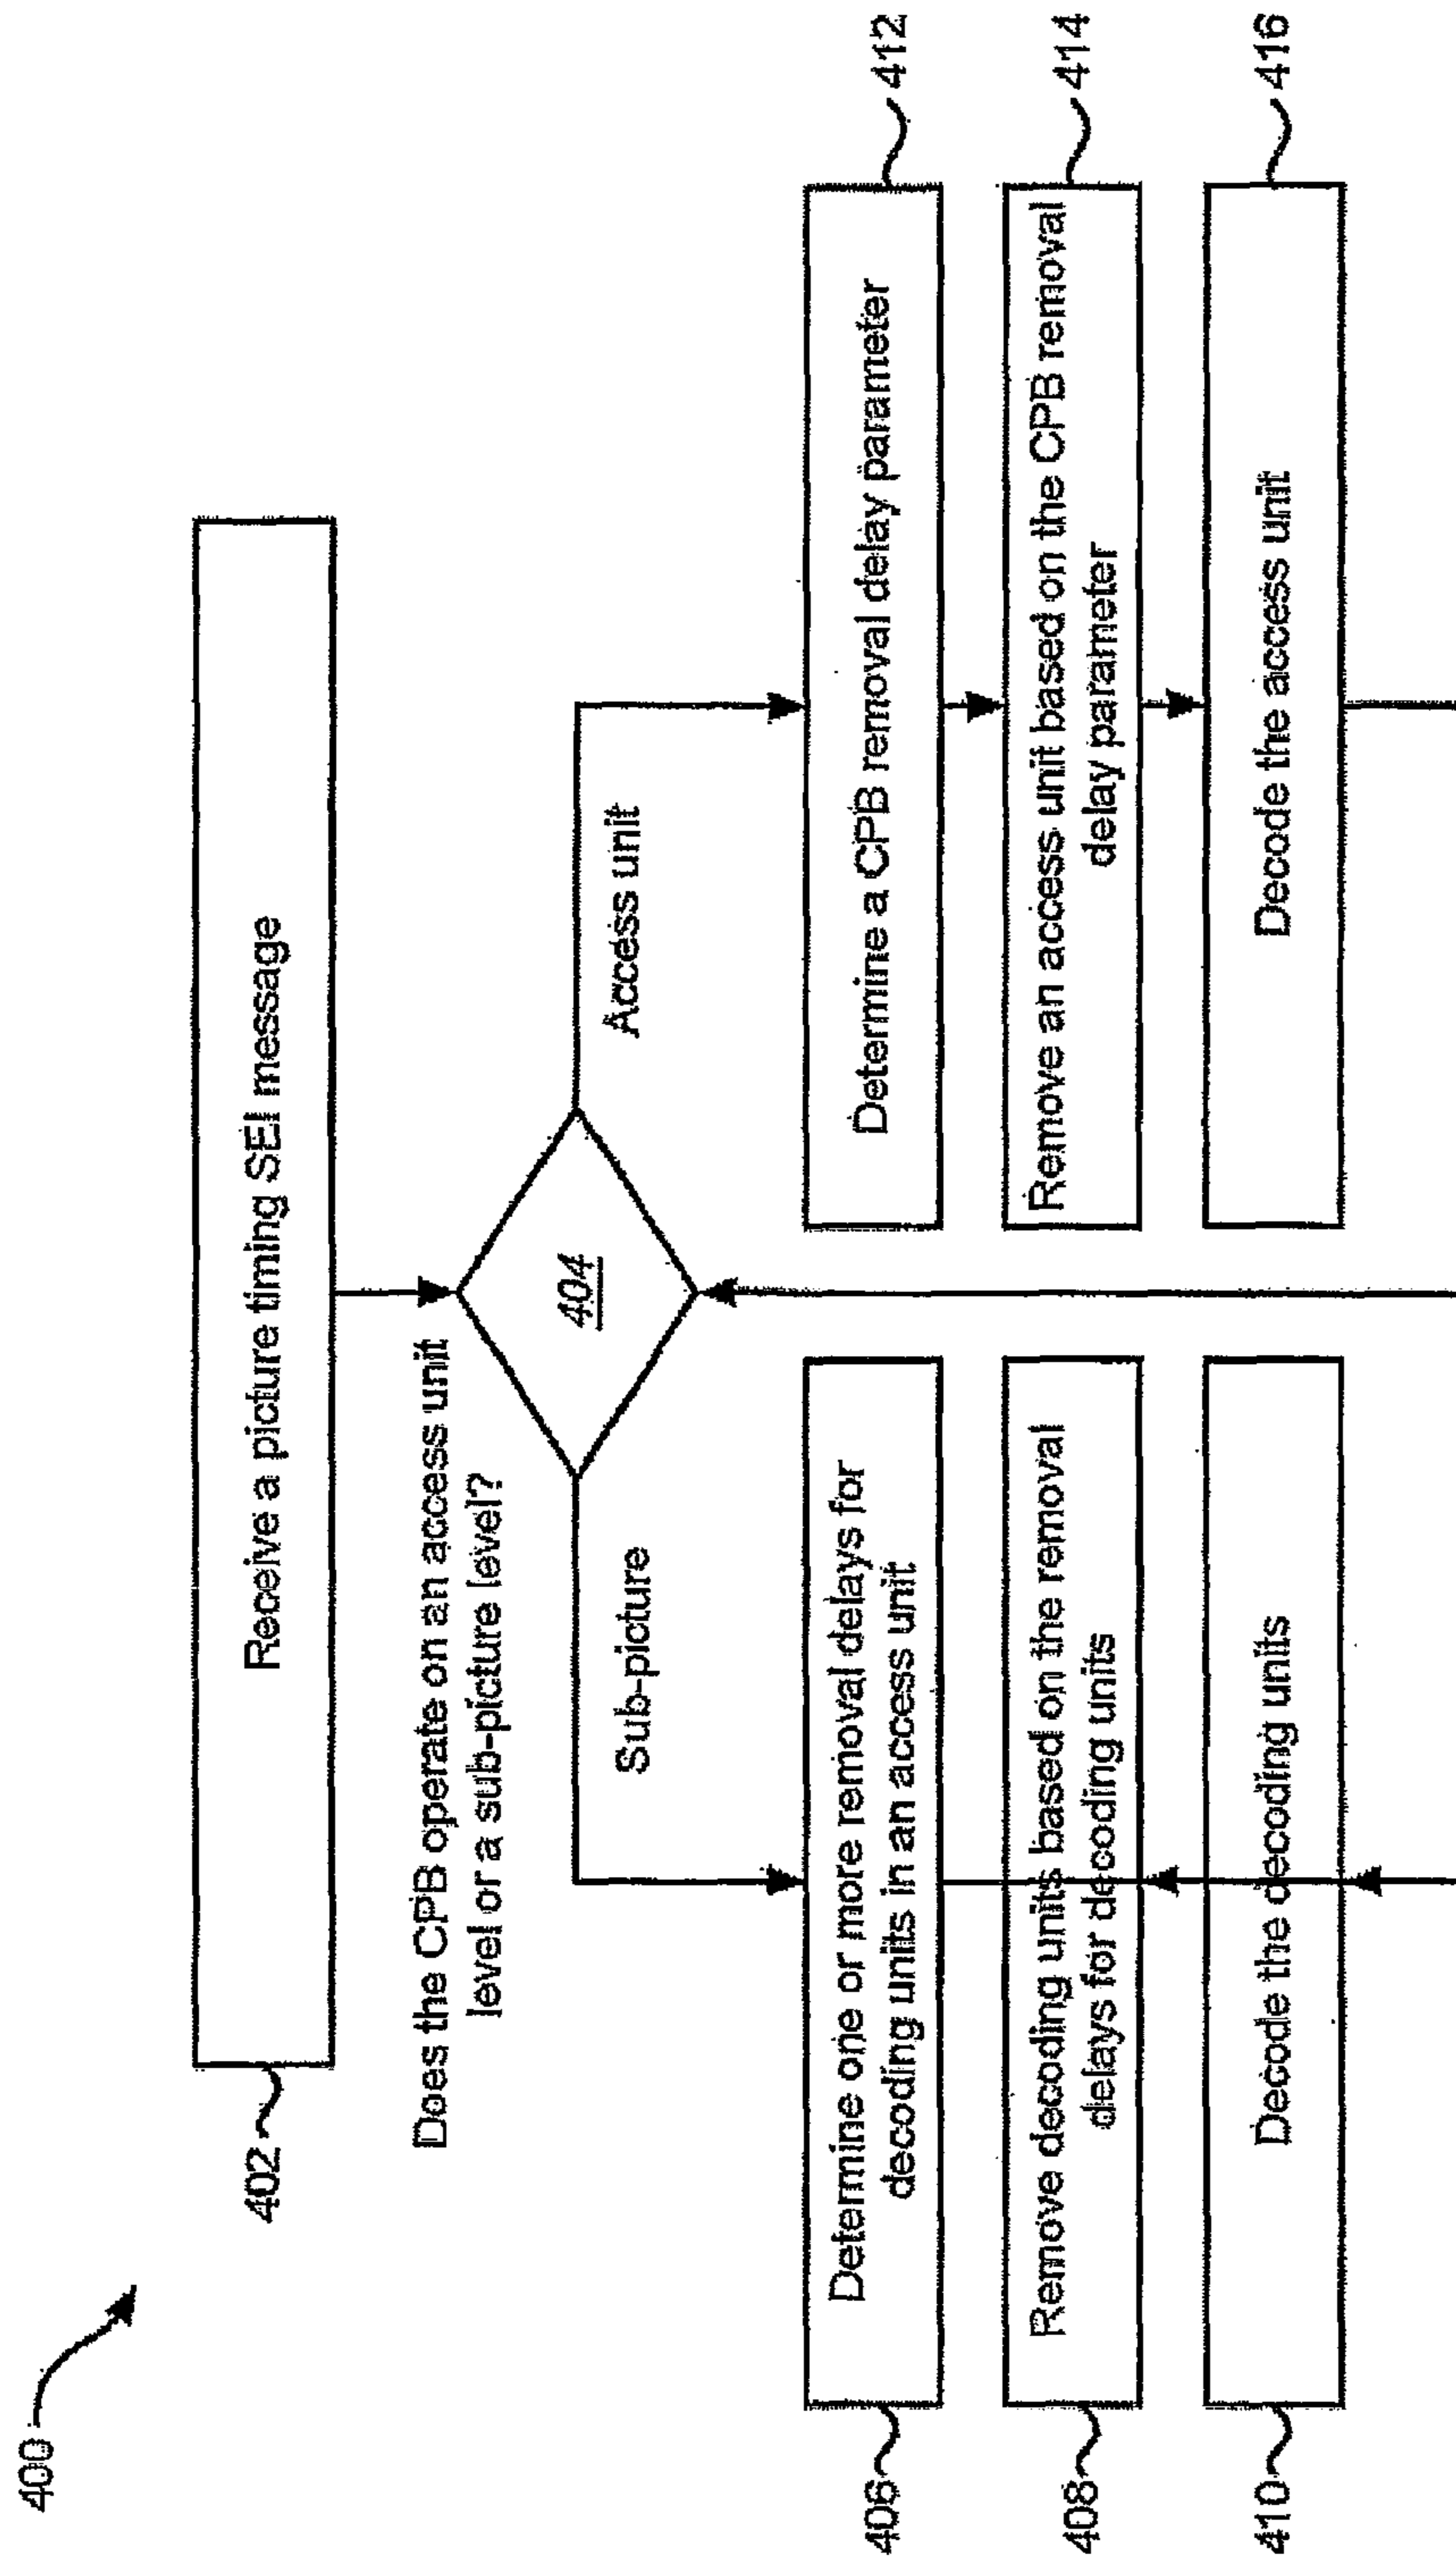 400
402
Receive a picture timing SEI message
Does the CPB operate on an access unit
level or a sub-picture level?
404
Sub-picture
Access unit
406
Determine one or more removal delays for
decoding units in an access unit
412
Determine a CPB removal delay parameter
408
Remove decoding units based on the removal
delays for decoding units
414
Remove an access unit based on the CPB removal
delay parameter
410
Decode the decoding units
416
Decode the access unit